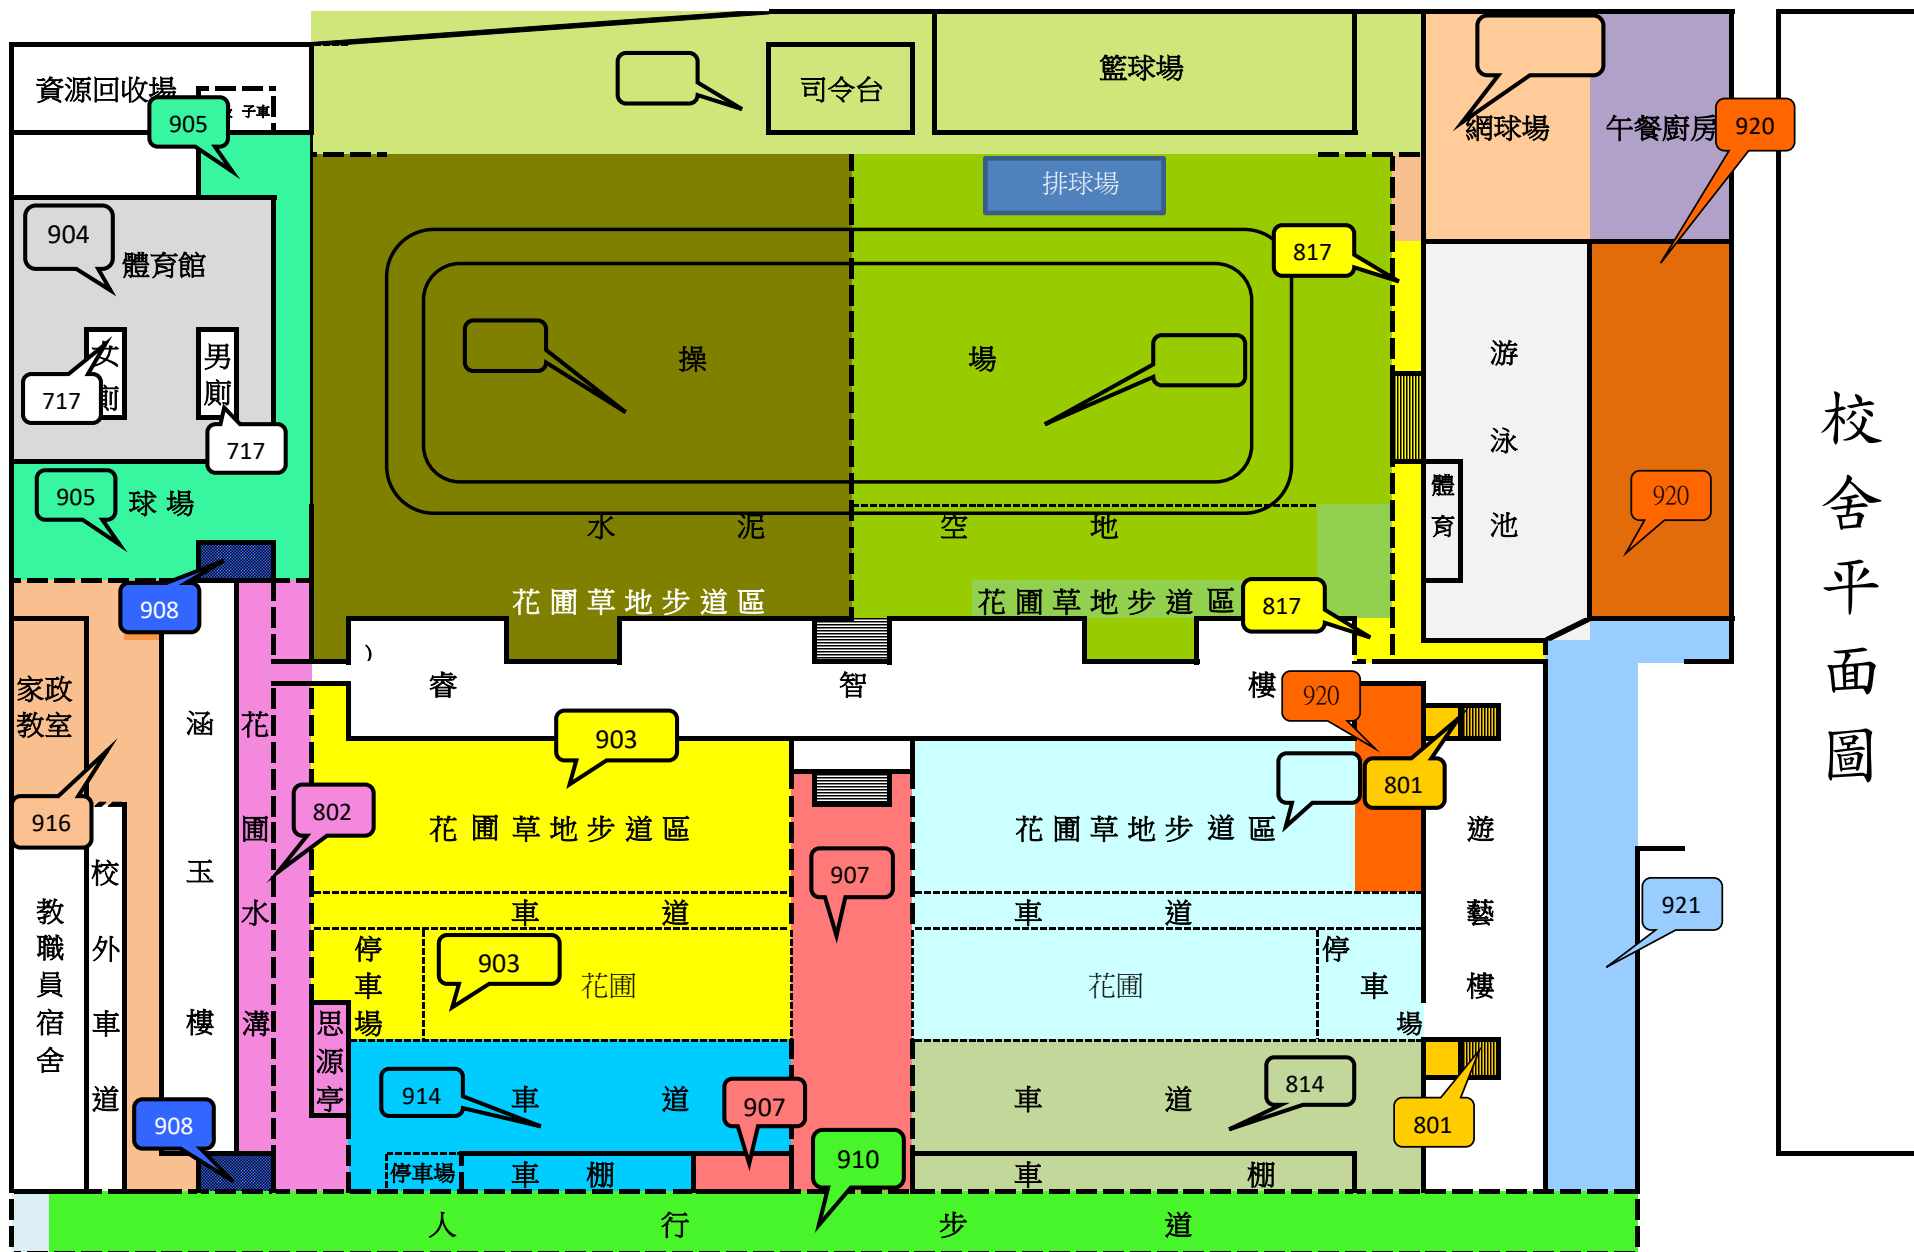 校舍平面圖
資源回收場
子車
905
司令台
籃球場
網球場
午餐廚房
920
排球場
904
體育館
817
女廁
男廁
717
717
操場
游泳池
體育
920
905
球場
水泥空地
908
花圃草地步道區
花圃草地步道區
817
)
睿智樓
920
家政
教室
涵玉樓
花圃水溝
903
801
916
802
花圃草地步道區
花圃草地步道區
907
校外車道
教職員宿舍
車道
車道
遊藝樓
921
停車場
903
花圃
花圃
停車場
思源亭
914
車道
907
車道
814
801
908
910
停車場
車棚
車棚
人行步道